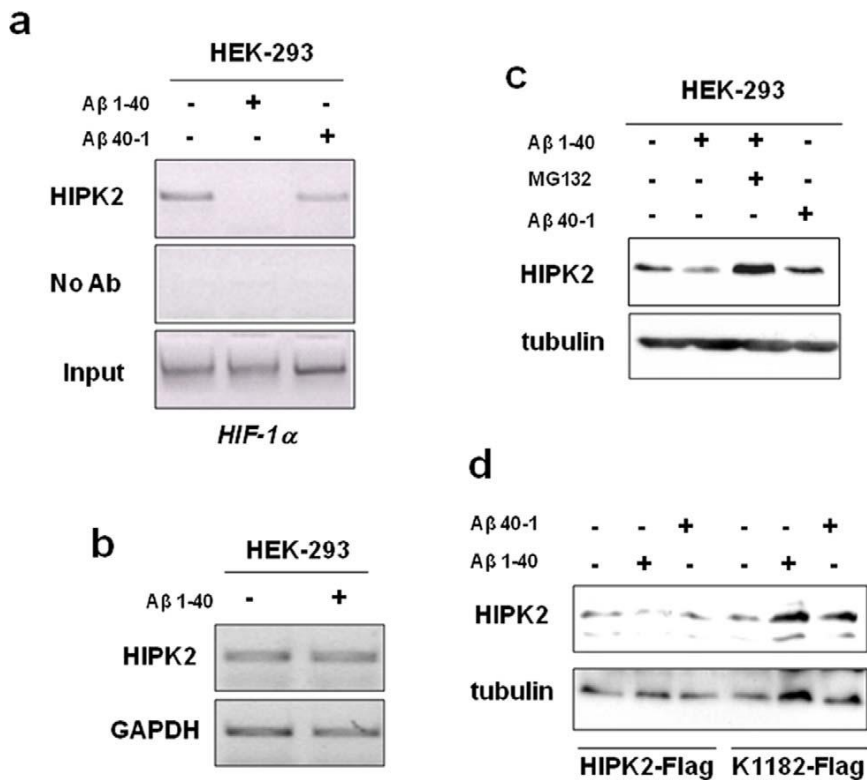 a
HEK-293
Aβ 1-40 - + -
Aβ 40-1 - - +
HIPK2
No Ab
Input
HIF-1α
b
HEK-293
Aβ 1-40 - +
HIPK2
GAPDH
c
HEK-293
Aβ 1-40 - + + -
MG132 - - + -
Aβ 40-1 - - - +
HIPK2
tubulin
d
Aβ 40-1 - - + - - +
Aβ 1-40 - + - - + -
HIPK2
tubulin
HIPK2-Flag K1182-Flag